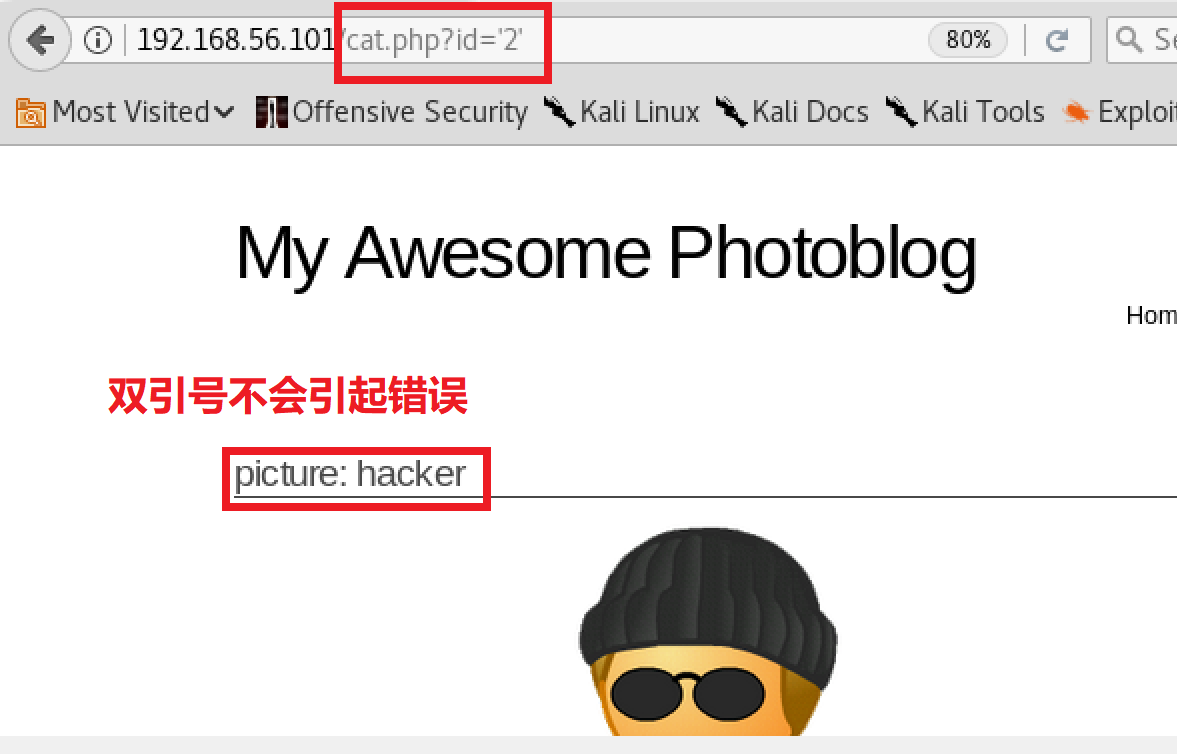 192.168.56.101/cat.php?id='2'
80%
Se
Most Visited
Offensive Security
Kali Linux
Kali Docs
Kali Tools
Exploit
My Awesome Photoblog
Hom
双引号不会引起错误
picture: hacker